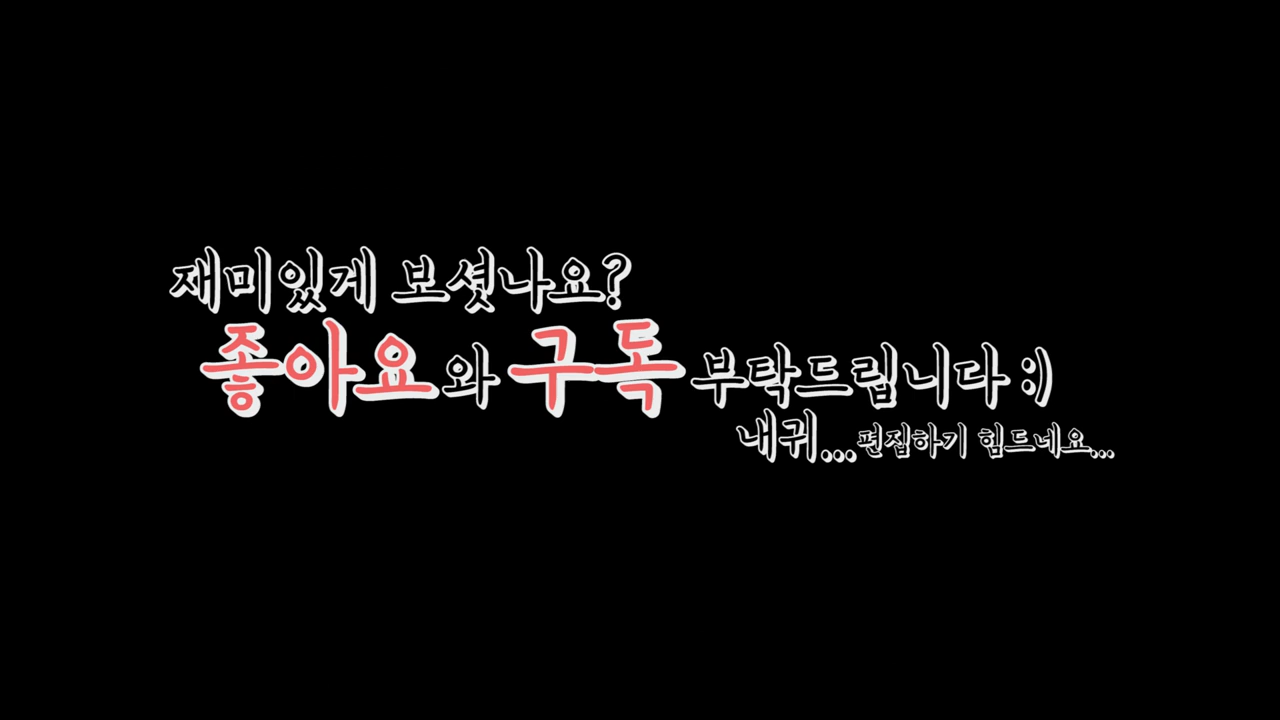 재미있게 보셧나요?
좋아요와 구독 부탁드립니다 :)
내귀...편집하기 힘드네요...